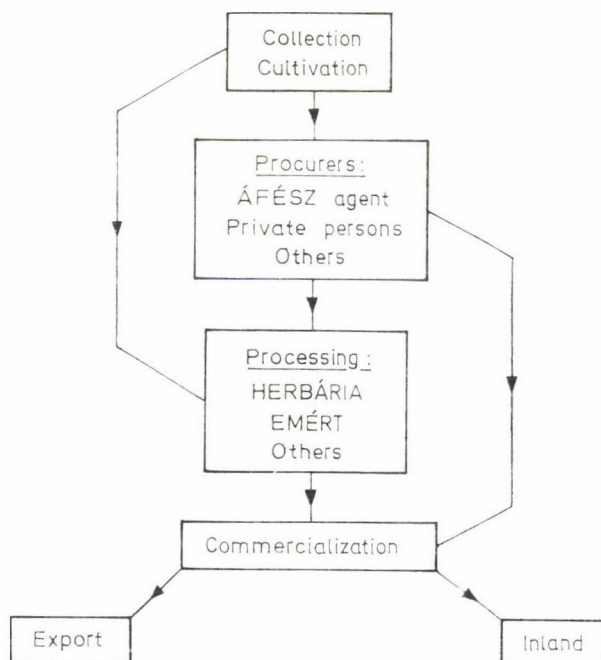 Collection
Cultivation
Procurers:
ÁFÉSZ agent
Private persons
Others
Processing:
HERBÁRIA
EMÉRT
Others
Commercialization
Export
Inland